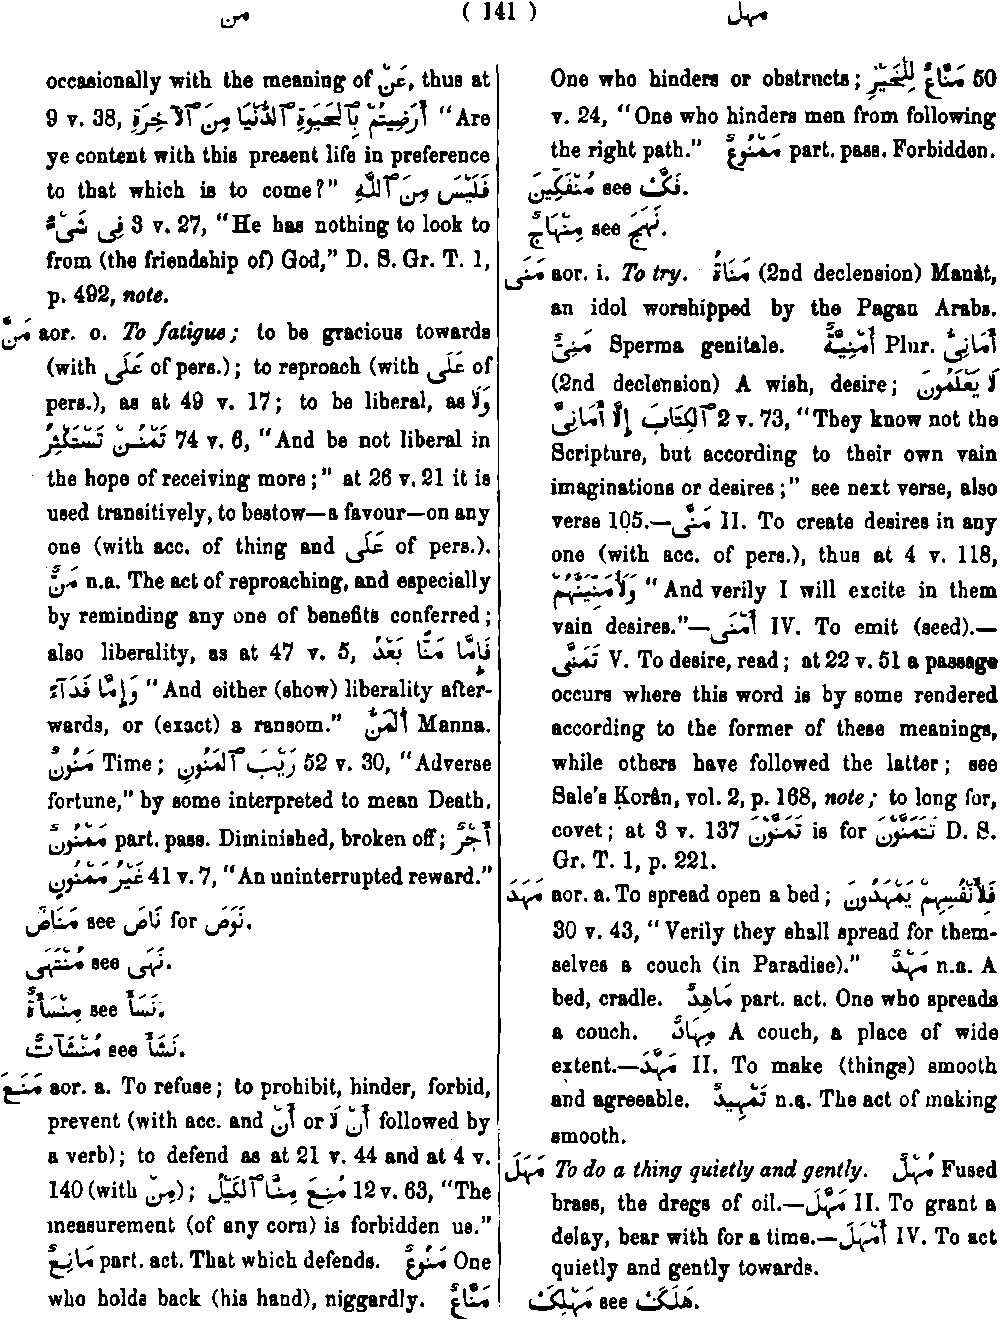 من ( 141 ) مهل
occasionally with the meaning of عَنْ, thus at
9 v. 38, أَرَضِيتُمْ بِٱلْحَيٰوةِ ٱلدُّنْيَا مِنَ ٱلْآخِرَةِ "Are
ye content with this present life in preference
to that which is to come?" فَلَيْسَ مِنَ ٱللَّهِ
فِى شَىْءٍ 3 v. 27, "He has nothing to look to
from (the friendship of) God," D. S. Gr. T. 1,
p. 492, note.
مَنَّ aor. o. To fatigue; to be gracious towards
(with عَلَى of pers.); to reproach (with عَلَى of
pers.), as at 49 v. 17; to be liberal, as وَلَا
تَمْنُنْ تَسْتَكْثِرُ 74 v. 6, "And be not liberal in
the hope of receiving more;" at 26 v. 21 it is
used transitively, to bestow—a favour—on any
one (with acc. of thing and عَلَى of pers.).
مَنٌّ n.a. The act of reproaching, and especially
by reminding any one of benefits conferred;
also liberality, as at 47 v. 5, فَإِمَّا مَنًّا بَعْدُ
وَإِمَّا فِدَآءً "And either (show) liberality after-
wards, or (exact) a ransom." أَلْمَنُّ Manna.
مَنُونٌ Time; رَيْبَ ٱلْمَنُونِ 52 v. 30, "Adverse
fortune," by some interpreted to mean Death.
مَمْنُونٌ part. pass. Diminished, broken off; أَجْرٌ
غَيْرُ مَمْنُونٍ 41 v. 7, "An uninterrupted reward."
مَنَاصٌ see نَاصَ for نَوَصَ.
مُنْتَهَى see نَهَى.
مِنْسَأَةٌ see نَسَأَ.
مُنْشَآتٌ see نَشَأَ.
مَنَعَ aor. a. To refuse; to prohibit, hinder, forbid,
prevent (with acc. and أَنْ or أَنْ لَا followed by
a verb); to defend as at 21 v. 44 and at 4 v.
140 (with مِنْ); مُنِعَ مِنَّا ٱلْكَيْلُ 12 v. 63, "The
measurement (of any corn) is forbidden us."
مَانِعٌ part. act. That which defends. مَنُوعٌ One
who holds back (his hand), niggardly. مَنَّاعٌ
One who hinders or obstructs; مَنَّاعٍ لِلْخَيْرِ 50
v. 24, "One who hinders men from following
the right path." مَمْنُوعٌ part. pass. Forbidden.
مُنْفَكِّينَ see فَكَّ.
مِنْهَاجٌ see نَهَجَ.
مَنَى aor. i. To try. مَنَاةُ (2nd declension) Manât,
an idol worshipped by the Pagan Arabs.
مَنِىٌّ Sperma genitale. أُمْنِيَّةٌ Plur. أَمَانِىُّ
(2nd declension) A wish, desire; لَا يَعْلَمُونَ
ٱلْكِتَابَ إِلَّا أَمَانِىَّ 2 v. 73, "They know not the
Scripture, but according to their own vain
imaginations or desires;" see next verse, also
verse 105.—مَنَّى II. To create desires in any
one (with acc. of pers.), thus at 4 v. 118,
وَلَأُمَنِّيَنَّهُمْ "And verily I will excite in them
vain desires."—أَمْنَى IV. To emit (seed).—
تَمَنَّى V. To desire, read; at 22 v. 51 a passage
occurs where this word is by some rendered
according to the former of these meanings,
while others have followed the latter; see
Sale's Ḳorân, vol. 2, p. 168, note; to long for,
covet; at 3 v. 137 تَمَنَّوْنَ is for تَتَمَنَّوْنَ D. S.
Gr. T. 1, p. 221.
مَهَدَ aor. a. To spread open a bed; فَلِأَنْفُسِهِمْ يَمْهَدُونَ
30 v. 43, "Verily they shall spread for them-
selves a couch (in Paradise)." مَهْدٌ n.a. A
bed, cradle. مَاهِدٌ part. act. One who spreads
a couch. مِهَادٌ A couch, a place of wide
extent.—مَهَّدَ II. To make (things) smooth
and agreeable. تَمْهِيدٌ n.a. The act of making
smooth.
مَهَلَ To do a thing quietly and gently. مُهْلٌ Fused
brass, the dregs of oil.—مَهَّلَ II. To grant a
delay, bear with for a time.—أَمْهَلَ IV. To act
quietly and gently towards.
مَهْلِكٌ see هَلَكَ.